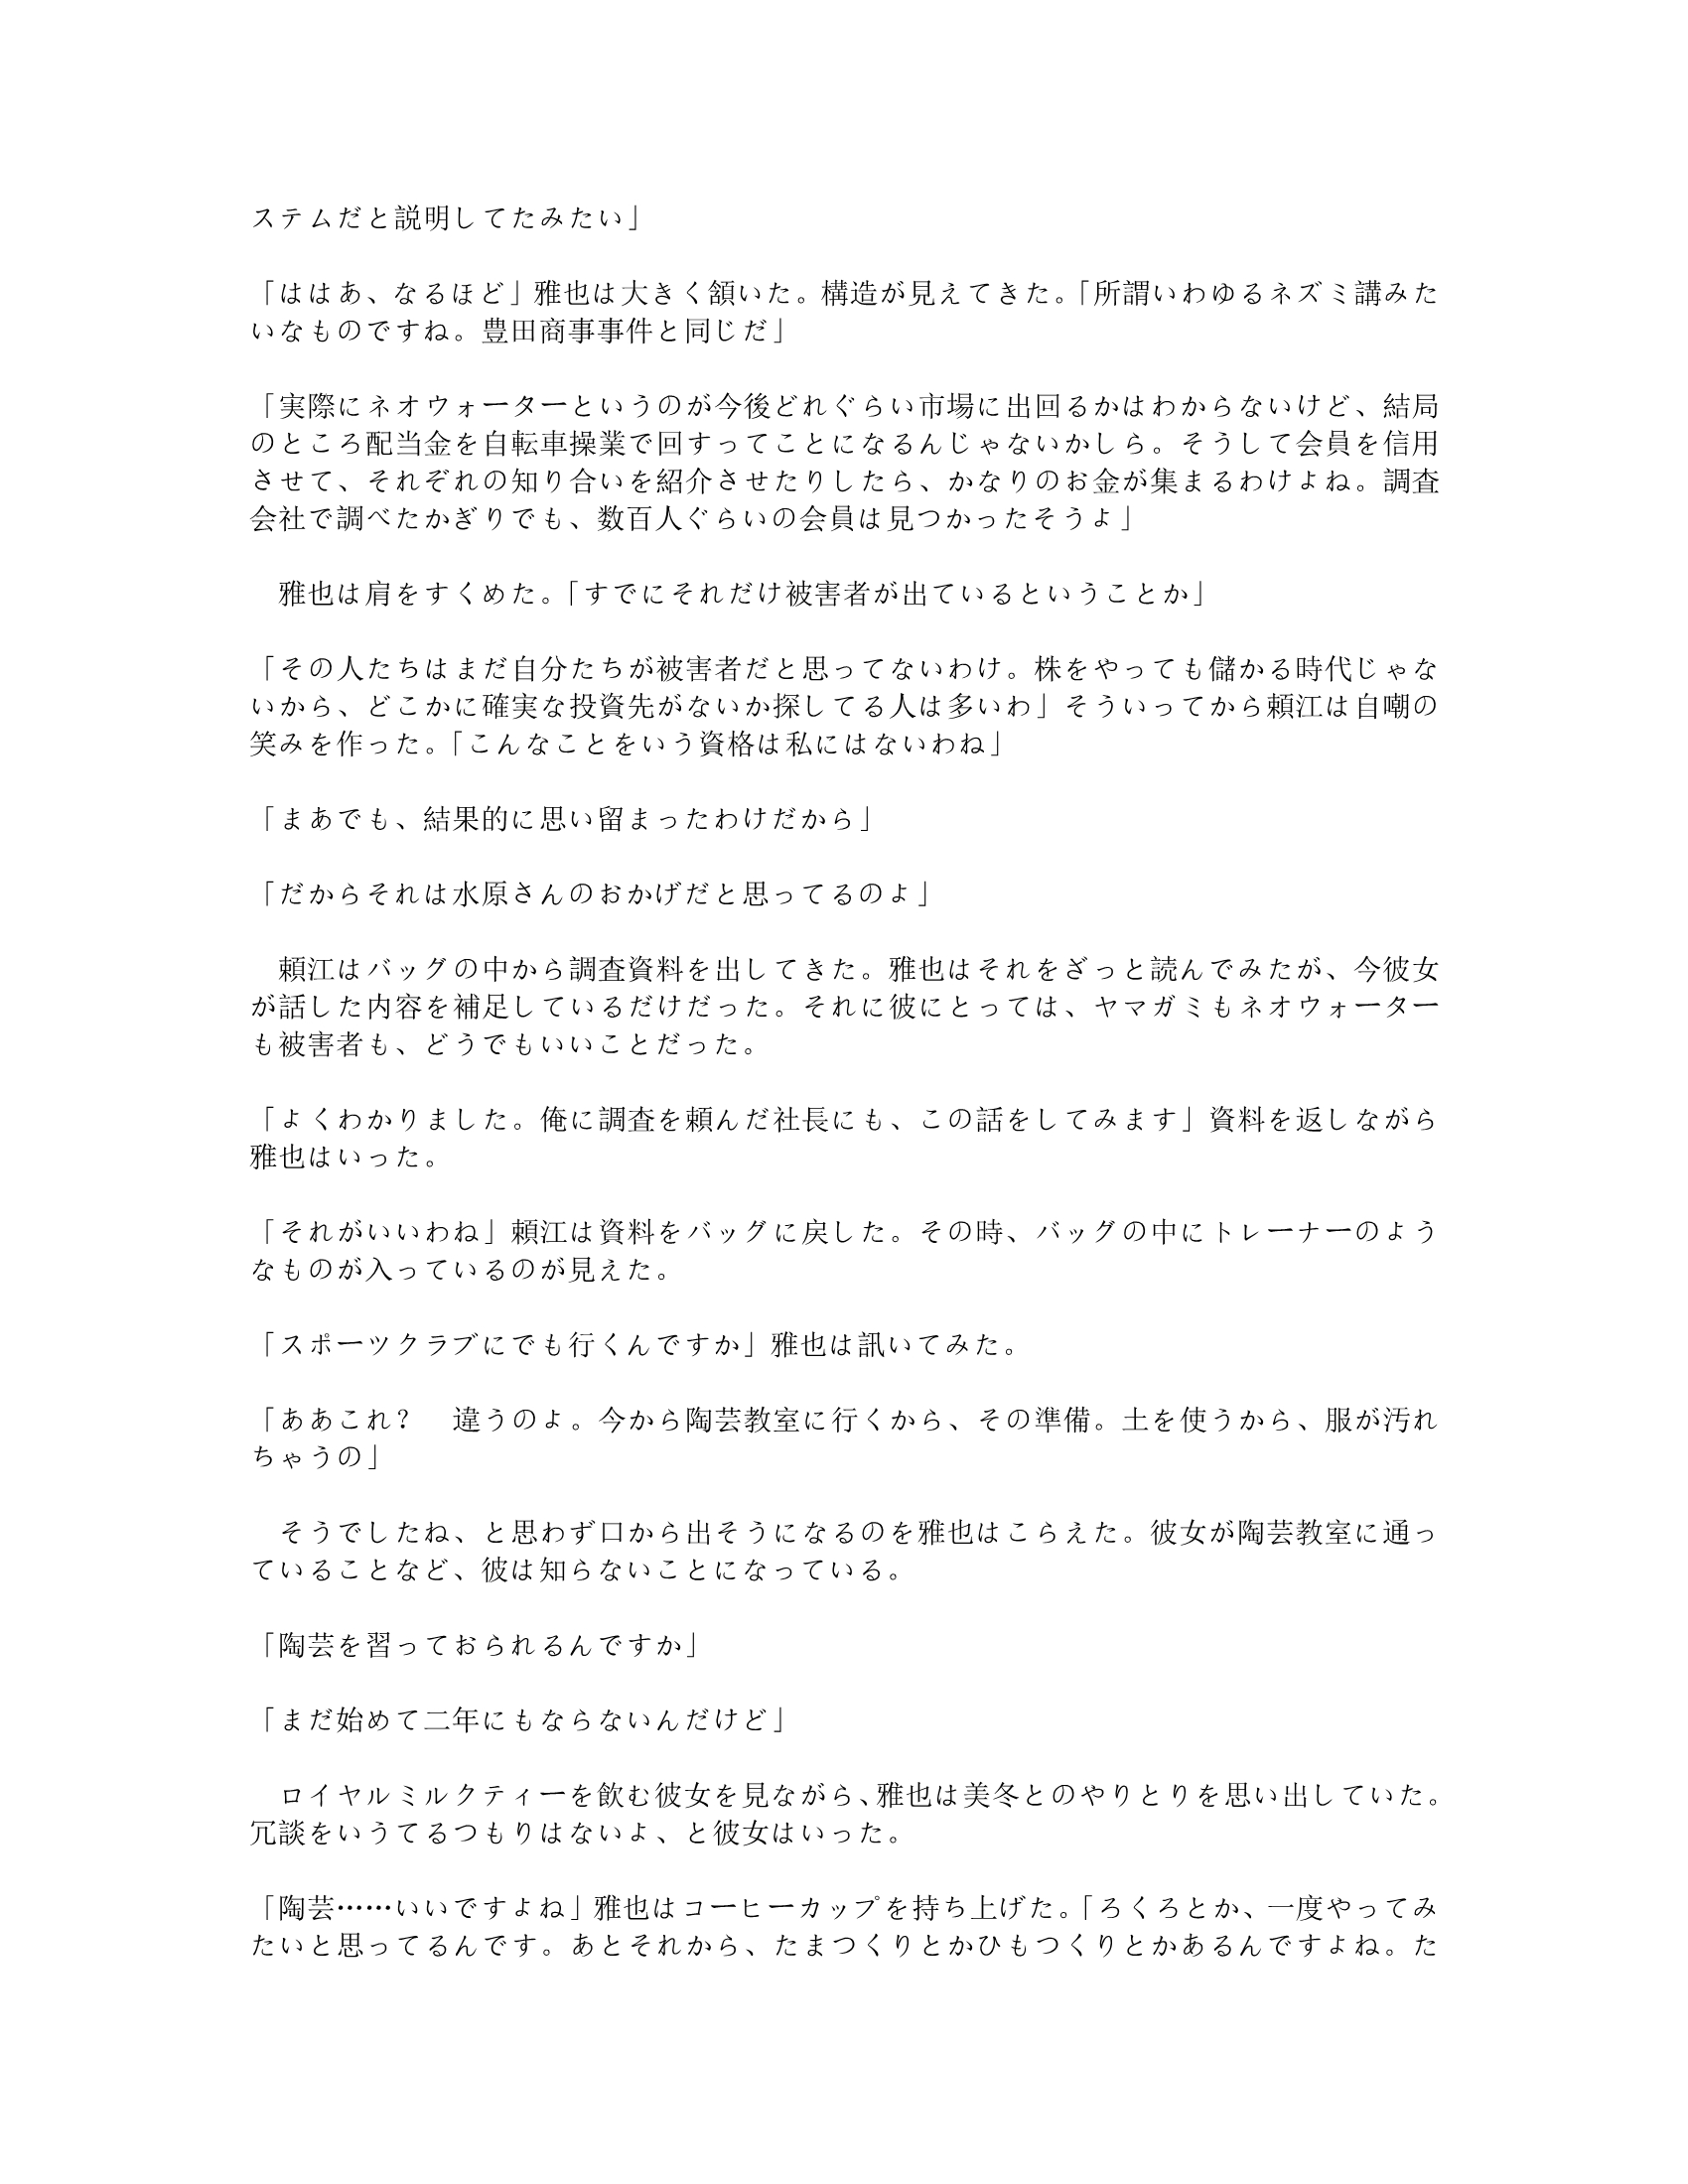 ステムだと説明してたみたい」
「ははあ、なるほど」雅也は大きく頷いた。構造が見えてきた。「所謂いわゆるネズミ講みた
いなものですね。豊田商事事件と同じだ」
「実際にネオウォーターというのが今後どれぐらい市場に出回るかはわからないけど、結局
のところ配当金を自転車操業で回すってことになるんじゃないかしら。そうして会員を信用
させて、それぞれの知り合いを紹介させたりしたら、かなりのお金が集まるわけよね。調査
会社で調べたかぎりでも、数百人ぐらいの会員は見つかったそうよ」
　雅也は肩をすくめた。「すでにそれだけ被害者が出ているということか」
「その人たちはまだ自分たちが被害者だと思ってないわけ。株をやっても儲かる時代じゃな
いから、どこかに確実な投資先がないか探してる人は多いわ」そういってから頼江は自嘲の
笑みを作った。「こんなことをいう資格は私にはないわね」
「まあでも、結果的に思い留まったわけだから」
「だからそれは水原さんのおかげだと思ってるのよ」
　頼江はバッグの中から調査資料を出してきた。雅也はそれをざっと読んでみたが、今彼女
が話した内容を補足しているだけだった。それに彼にとっては、ヤマガミもネオウォーター
も被害者も、どうでもいいことだった。
「よくわかりました。俺に調査を頼んだ社長にも、この話をしてみます」資料を返しながら
雅也はいった。
「それがいいわね」頼江は資料をバッグに戻した。その時、バッグの中にトレーナーのよう
なものが入っているのが見えた。
「スポーツクラブにでも行くんですか」雅也は訊いてみた。
「ああこれ？　違うのよ。今から陶芸教室に行くから、その準備。土を使うから、服が汚れ
ちゃうの」
　そうでしたね、と思わず口から出そうになるのを雅也はこらえた。彼女が陶芸教室に通っ
ていることなど、彼は知らないことになっている。
「陶芸を習っておられるんですか」
「まだ始めて二年にもならないんだけど」
　ロイヤルミルクティーを飲む彼女を見ながら、雅也は美冬とのやりとりを思い出していた。
冗談をいうてるつもりはないよ、と彼女はいった。
「陶芸……いいですよね」雅也はコーヒーカップを持ち上げた。「ろくろとか、一度やってみ
たいと思ってるんです。あとそれから、たまつくりとかひもつくりとかあるんですよね。た